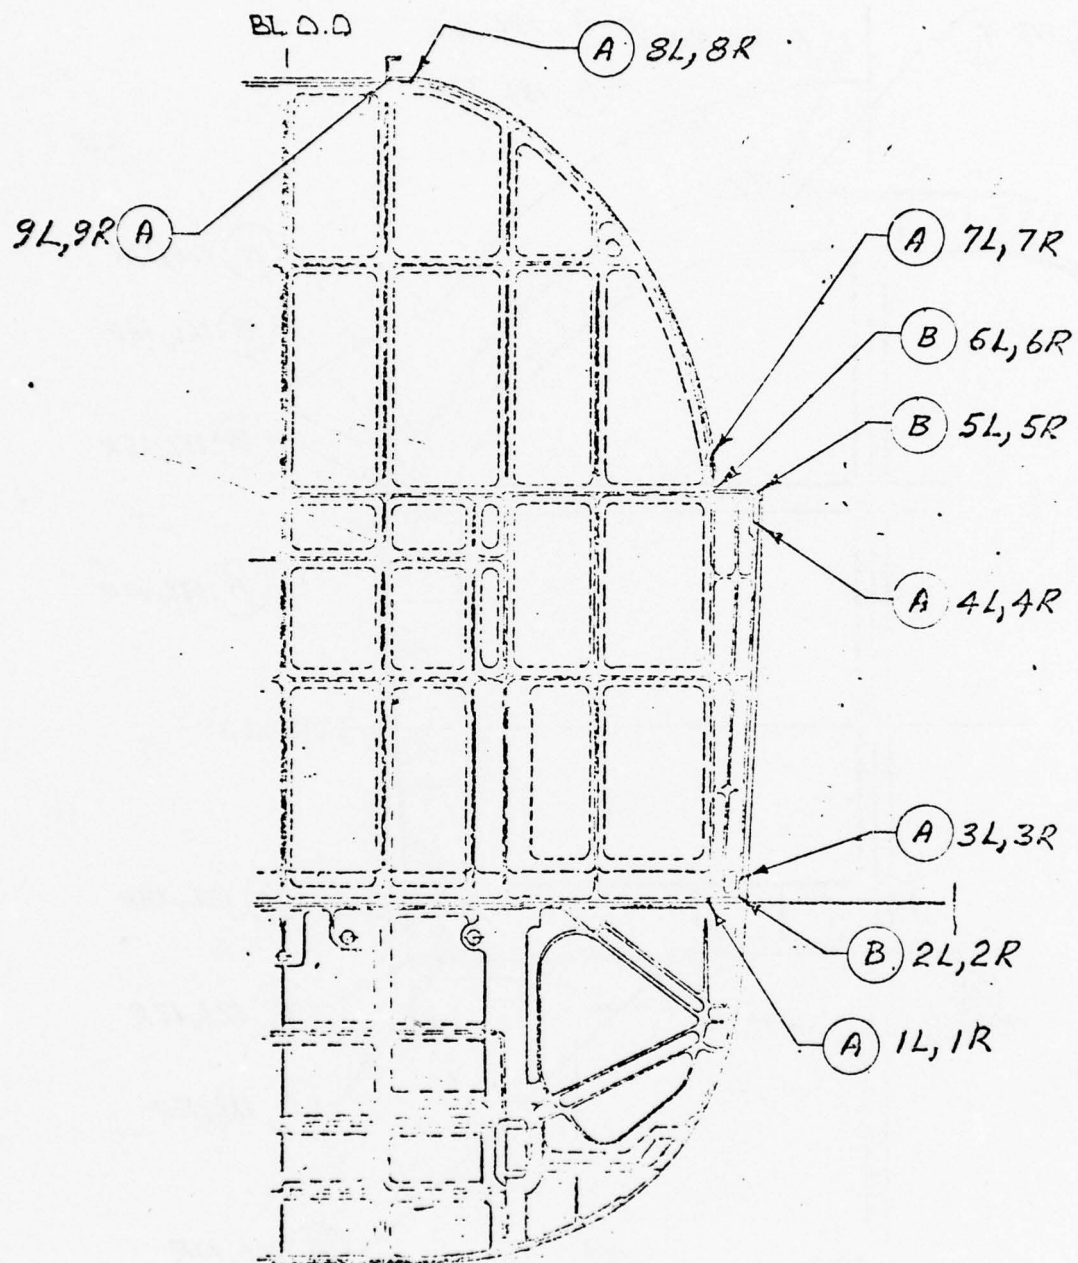 BL 0.0
A 8L, 8R
9L, 9R A
A 7L, 7R
B 6L, 6R
B 5L, 5R
A 4L, 4R
A 3L, 3R
B 2L, 2R
A 1L, 1R